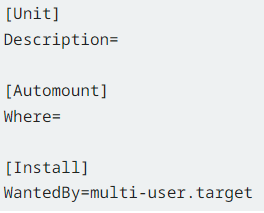 [Unit]
Description=
[Automount]
Where=
[Install]
WantedBy=multi-user.target